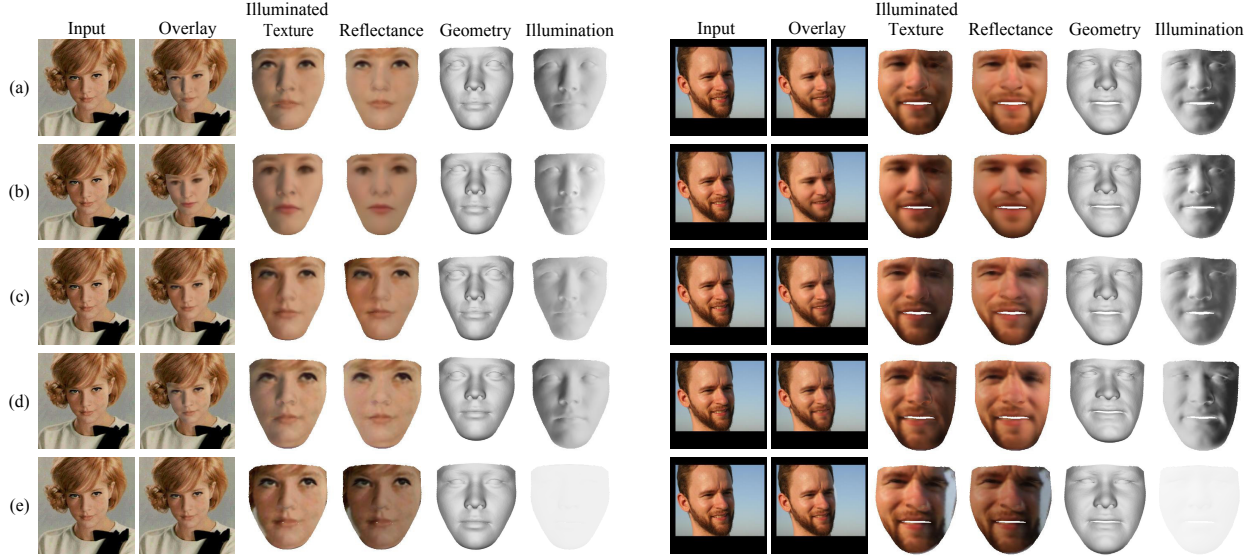 Input Overlay Illuminated Texture Reflectance Geometry Illumination Input Overlay Illuminated Texture Reflectance Geometry Illumination
(a)
(b)
(c)
(d)
(e)